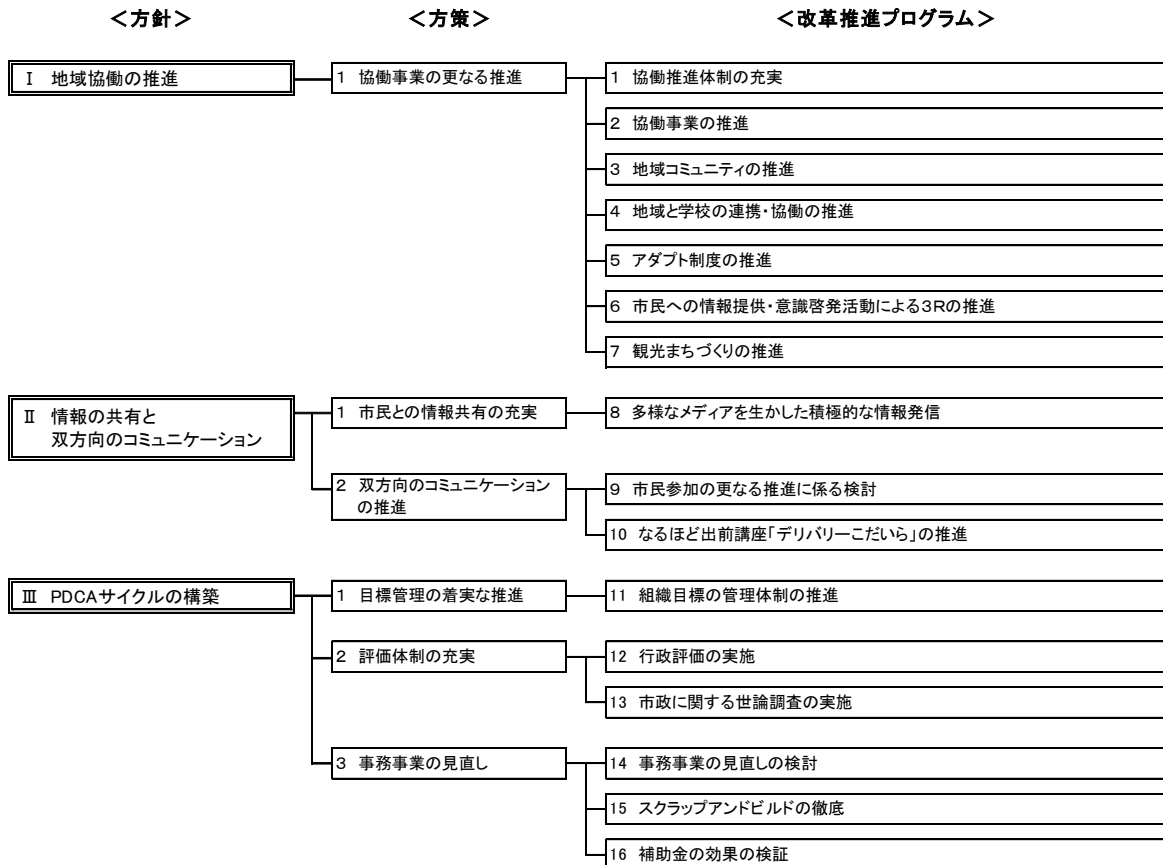 ＜方針＞ ＜方策＞ ＜改革推進プログラム＞
Ⅰ 地域協働の推進 1 協働事業の更なる推進 1 協働推進体制の充実
2 協働事業の推進
3 地域コミュニティの推進
4 地域と学校の連携・協働の推進
5 アダプト制度の推進
6 市民への情報提供・意識啓発活動による3Rの推進
7 観光まちづくりの推進
Ⅱ 情報の共有と
双方向のコミュニケーション
1 市民との情報共有の充実 8 多様なメディアを生かした積極的な情報発信
2 双方向のコミュニケーション
の推進
9 市民参加の更なる推進に係る検討
10 なるほど出前講座「デリバリーこだいら」の推進
Ⅲ PDCAサイクルの構築 1 目標管理の着実な推進 11 組織目標の管理体制の推進
2 評価体制の充実 12 行政評価の実施
13 市政に関する世論調査の実施
3 事務事業の見直し 14 事務事業の見直しの検討
15 スクラップアンドビルドの徹底
16 補助金の効果の検証